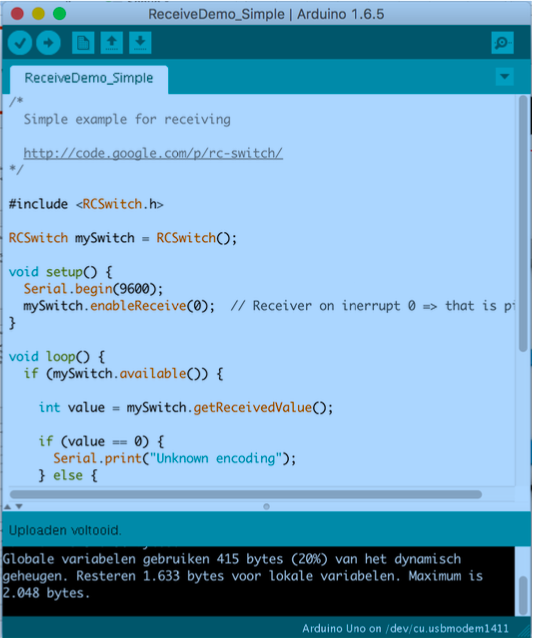 ReceiveDemo_Simple | Arduino 1.6.5
ReceiveDemo_Simple
/*
Simple example for receiving
http://code.google.com/p/rc-switch/
*/
#include <RCSwitch.h>
RCSwitch mySwitch = RCSwitch();
void setup() {
Serial.begin(9600);
mySwitch.enableReceive(0);  // Receiver on inerrupt 0 => that is
}
void loop() {
if (mySwitch.available()) {
int value = mySwitch.getReceivedValue();
if (value == 0) {
Serial.print("Unknown encoding");
} else {
Uploaden voltooid.
Globale variabelen gebruiken 415 bytes (20%) van het dynamisch
geheugen. Resteren 1.633 bytes voor lokale variabelen. Maximum is
2.048 bytes.
Arduino Uno on /dev/cu.usbmodem1411